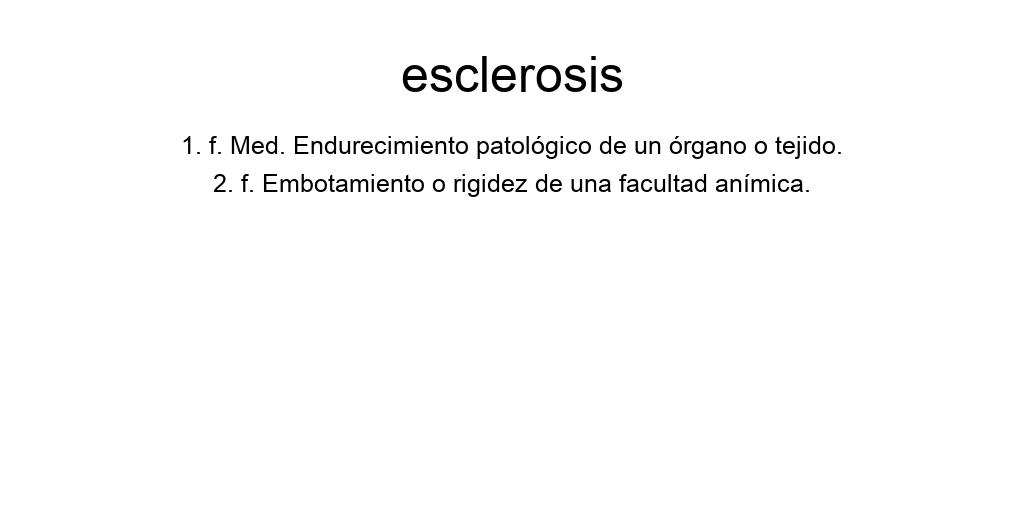 esclerosis
1. f. Med. Endurecimiento patológico de un órgano o tejido.
2. f. Embotamiento o rigidez de una facultad anímica.